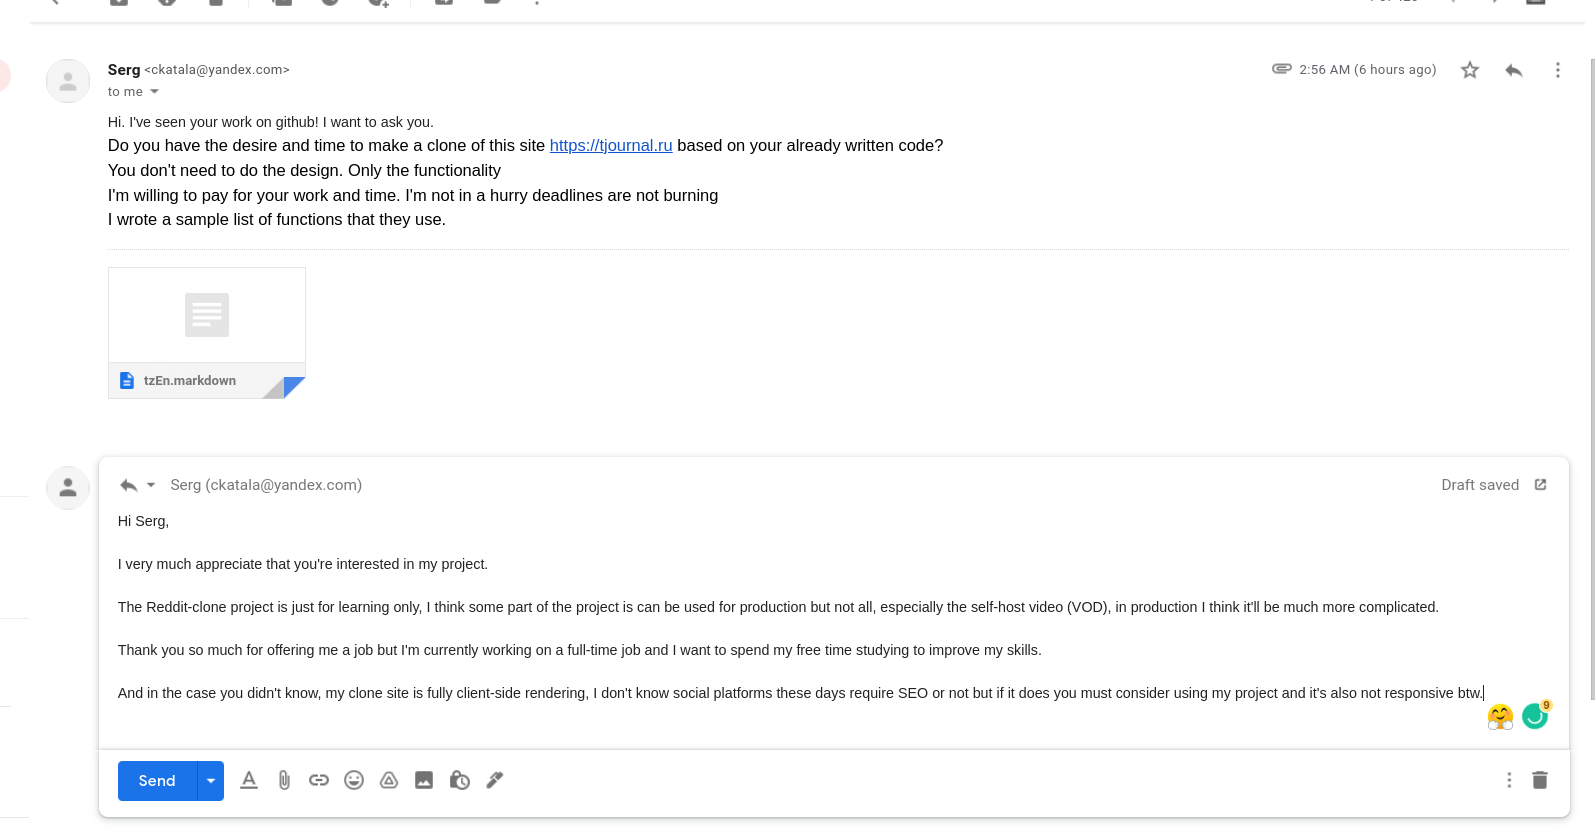 Serg <ckatala@yandex.com>
2:56 AM (6 hours ago)
to me
Hi. I've seen your work on github! I want to ask you.
Do you have the desire and time to make a clone of this site https://tjournal.ru based on your already written code?
You don't need to do the design. Only the functionality
I'm willing to pay for your work and time. I'm not in a hurry deadlines are not burning
I wrote a sample list of functions that they use.
tzEn.markdown
Serg (ckatala@yandex.com)
Draft saved
Hi Serg,
I very much appreciate that you're interested in my project.
The Reddit-clone project is just for learning only, I think some part of the project is can be used for production but not all, especially the self-host video (VOD), in production I think it'll be much more complicated.
Thank you so much for offering me a job but I'm currently working on a full-time job and I want to spend my free time studying to improve my skills.
And in the case you didn't know, my clone site is fully client-side rendering, I don't know social platforms these days require SEO or not but if it does you must consider using my project and it's also not responsive btw.
9
Send